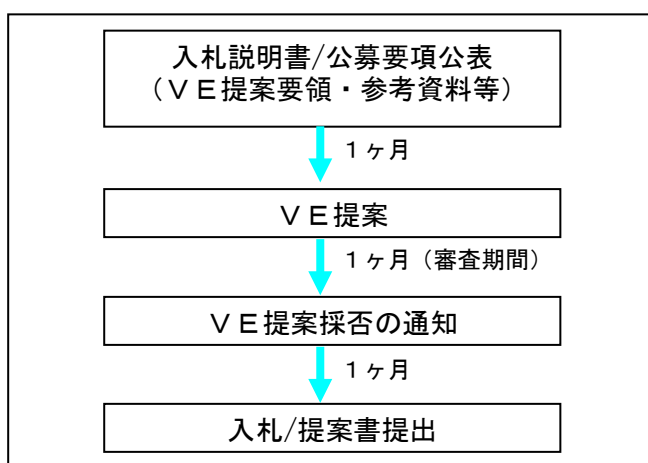 入札説明書/公募要項公表
（ＶＥ提案要領・参考資料等）
１ヶ月
ＶＥ提案
１ヶ月（審査期間）
ＶＥ提案採否の通知
１ヶ月
入札/提案書提出